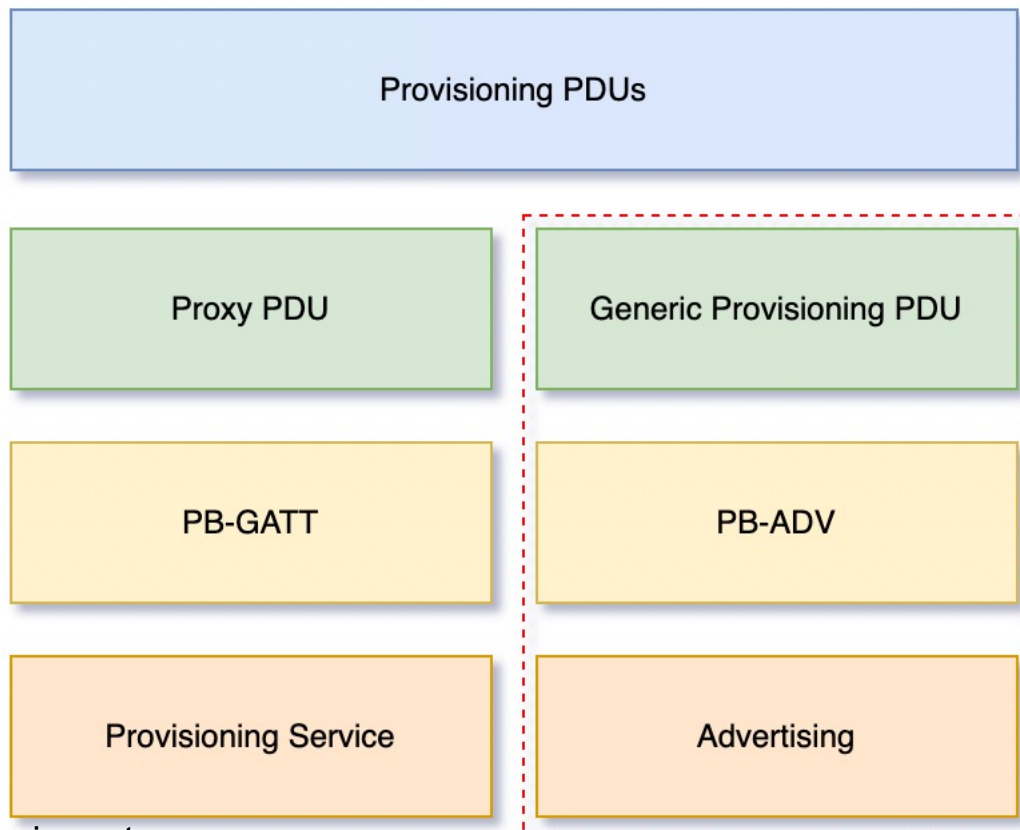 Provisioning PDUs
Proxy PDU
Generic Provisioning PDU
PB-GATT
PB-ADV
Provisioning Service
Advertising